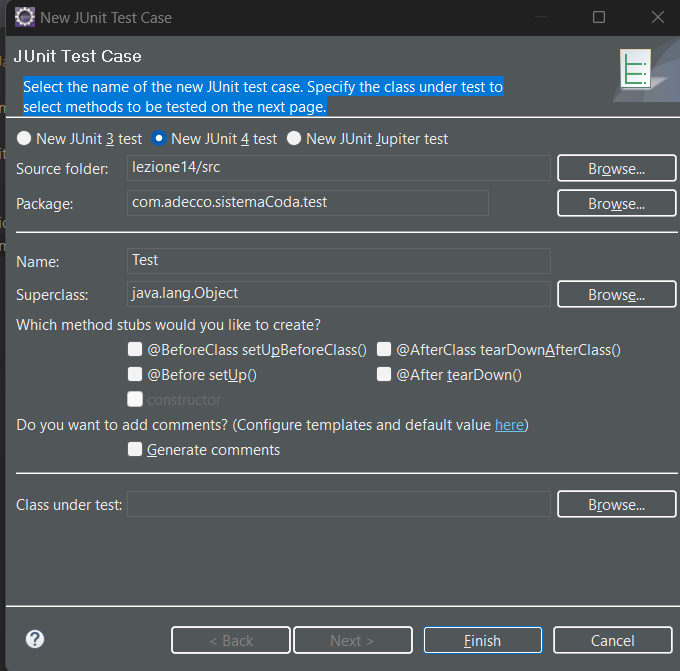 New JUnit Test Case
JUnit Test Case
Select the name of the new JUnit test case. Specify the class under test to
select methods to be tested on the next page.
New JUnit 3 test New JUnit 4 test New JUnit Jupiter test
Source folder: lezione14/src Browse...
Package: com.adecco.sistemaCoda.test Browse...
Name: Test
Superclass: java.lang.Object Browse...
Which method stubs would you like to create?
@BeforeClass setUpBeforeClass() @AfterClass tearDownAfterClass()
@Before setUp() @After tearDown()
constructor
Do you want to add comments? (Configure templates and default value here)
Generate comments
Class under test: Browse...
? < Back Next > Finish Cancel